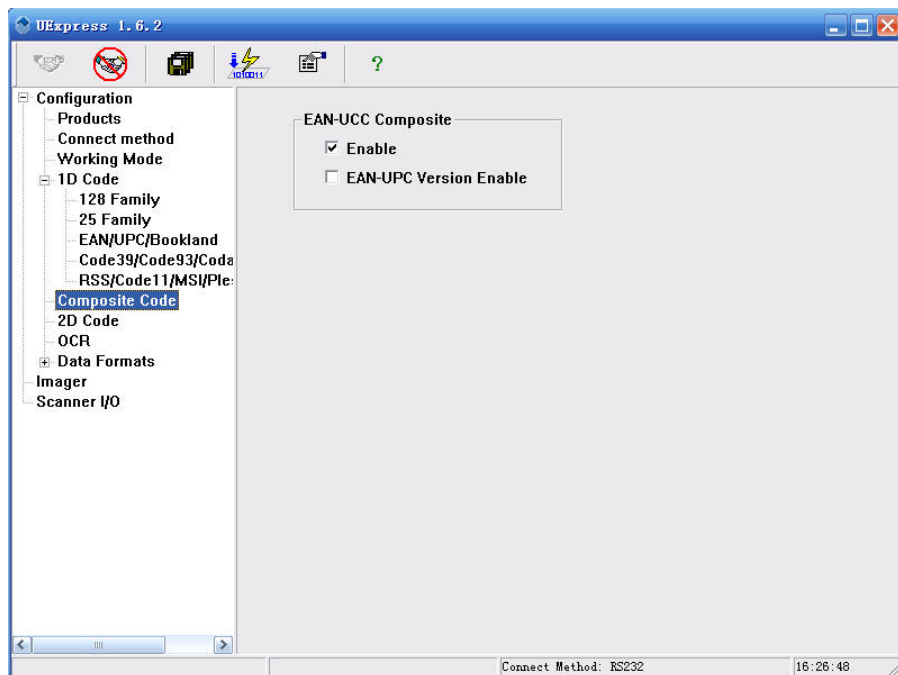 UExpress 1.6.2
1010011
?
Configuration
Products
Connect method
Working Mode
1D Code
128 Family
25 Family
EAN/UPC/Bookland
Code39/Code93/Coda
RSS/Code11/MSI/Ple
Composite Code
2D Code
OCR
Data Formats
Imager
Scanner I/O
EAN-UCC Composite
Enable
EAN-UPC Version Enable
Connect Method: RS232
16:26:48